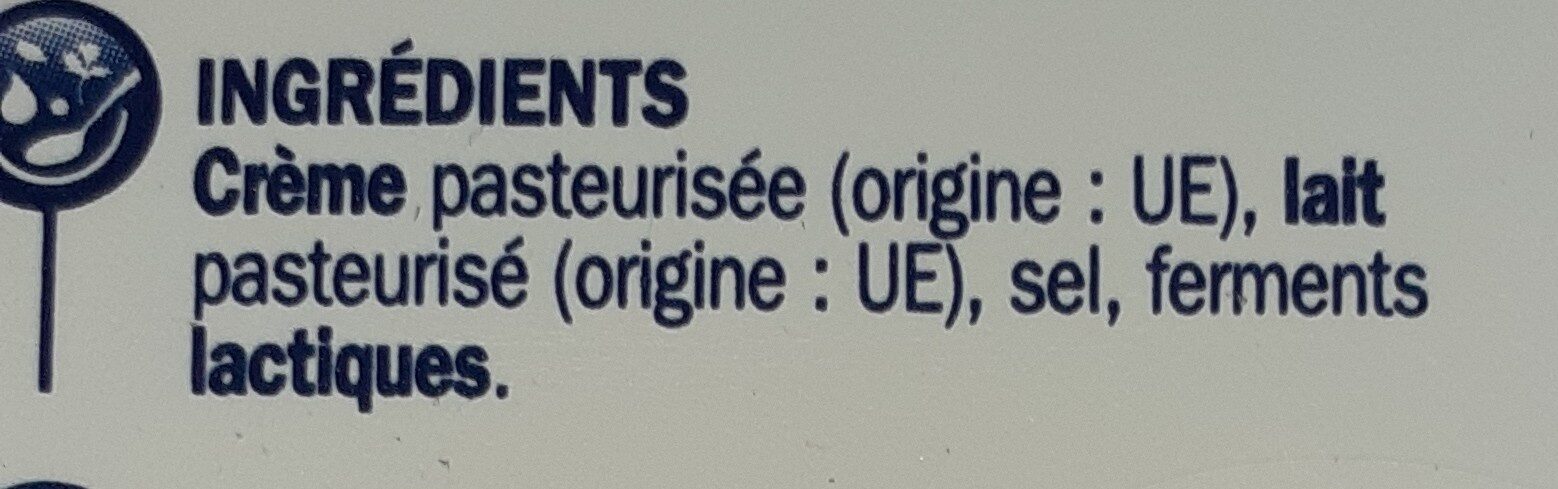 INGRÉDIENTS
Crème pasteurisée (origine : UE), lait
pasteurisé (origine : UE), sel, ferments
lactiques.